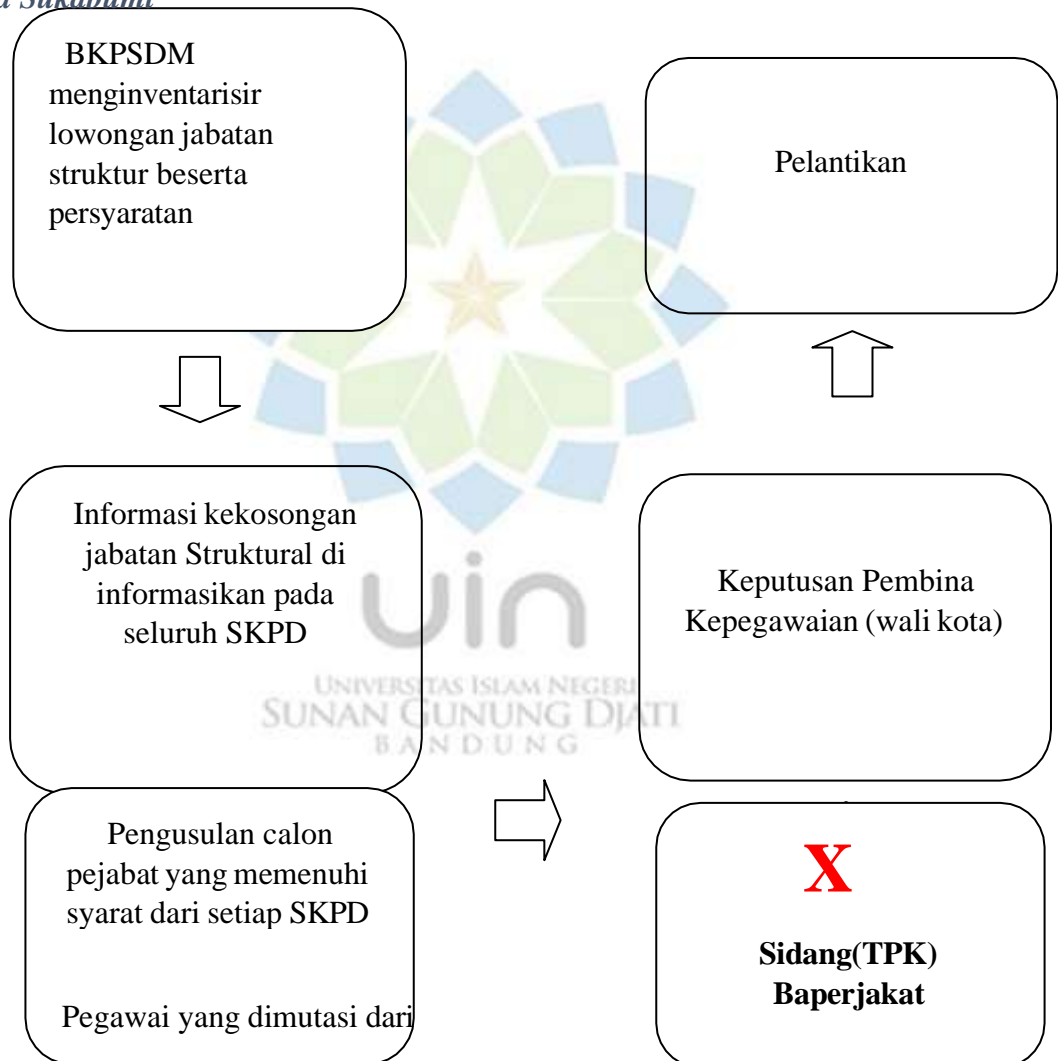 Sukabumi
BKPSDM
menginventarisir
lowongan jabatan
struktur beserta
persyaratan
Informasi kekosongan
jabatan Struktural di
informasikan pada
seluruh SKPD
Pengusulan calon
pejabat yang memenuhi
syarat dari setiap SKPD
Pegawai yang dimutasi dari
X
Sidang(TPK)
Baperjakat
Keputusan Pembina
Kepegawaian (wali kota)
Pelantikan
uin
UNIVERSITAS ISLAM NEGERI
SUNAN GUNUNG DJATI
BANDUNG